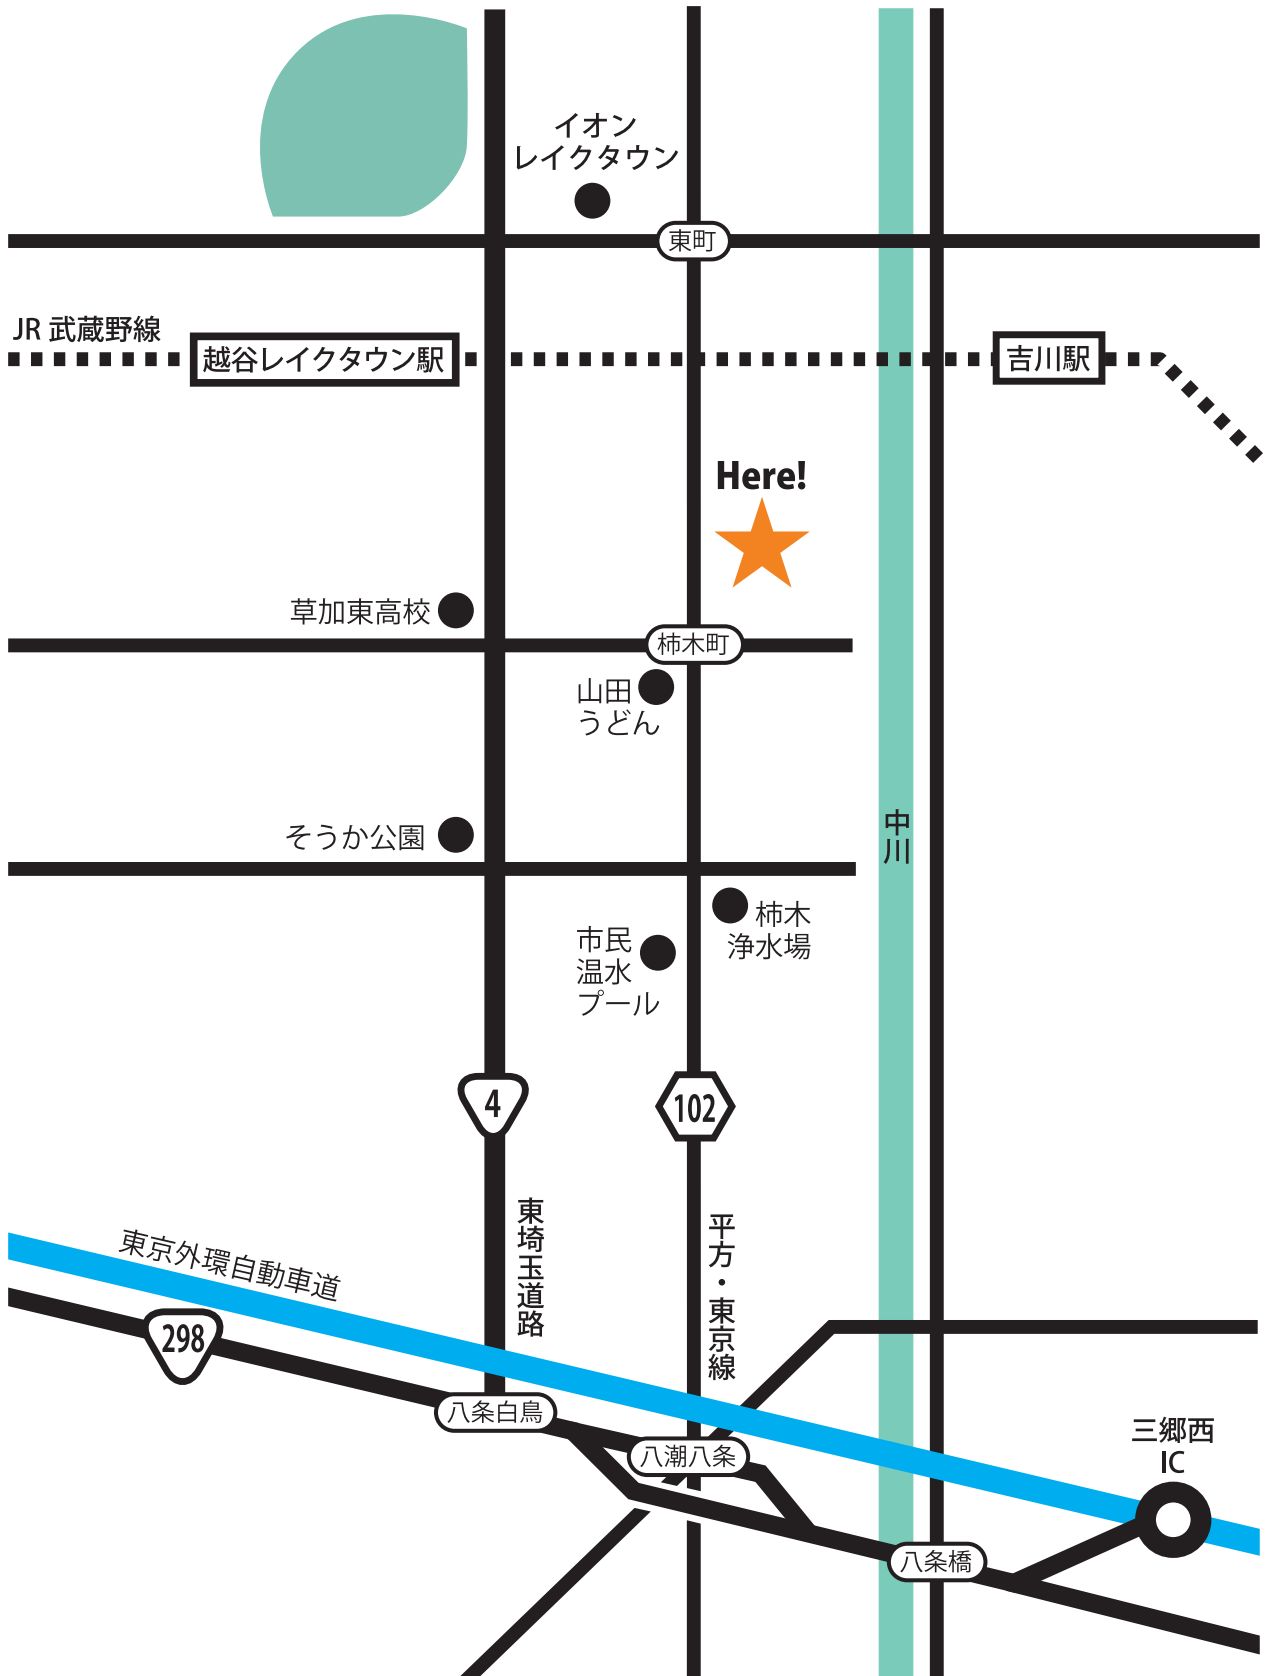 イオン
レイクタウン
東町
JR 武蔵野線
越谷レイクタウン駅
吉川駅
Here!
草加東高校
柿木町
山田
うどん
中川
そうか公園
柿木
浄水場
市民
温水
プール
4
102
東埼玉道路
平方・東京線
東京外環自動車道
298
八条白鳥
八潮八条
三郷西
IC
八条橋